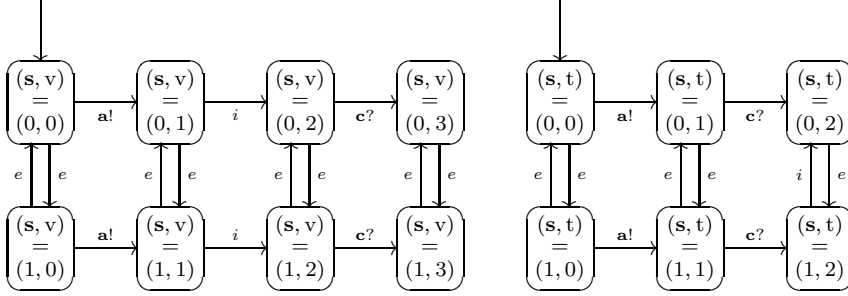 (s, v) = (0, 0)
a!
(s, v) = (0, 1)
i
(s, v) = (0, 2)
c?
(s, v) = (0, 3)
(s, t) = (0, 0)
a!
(s, t) = (0, 1)
c?
(s, t) = (0, 2)
e e e e e e e e e e e e i e
(s, v) = (1, 0)
a!
(s, v) = (1, 1)
i
(s, v) = (1, 2)
c?
(s, v) = (1, 3)
(s, t) = (1, 0)
a!
(s, t) = (1, 1)
c?
(s, t) = (1, 2)